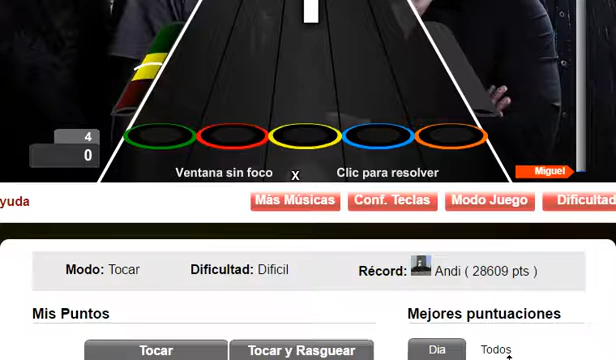 4
0
Ventana sin foco x Clic para resolver
Miguel
yuda
Más Músicas Conf. Teclas Modo Juego Dificultad
Modo: Tocar Dificultad: Dificil Récord: Andi ( 28609 pts )
Mis Puntos Mejores puntuaciones
Tocar Tocar y Rasguear Dia Todos